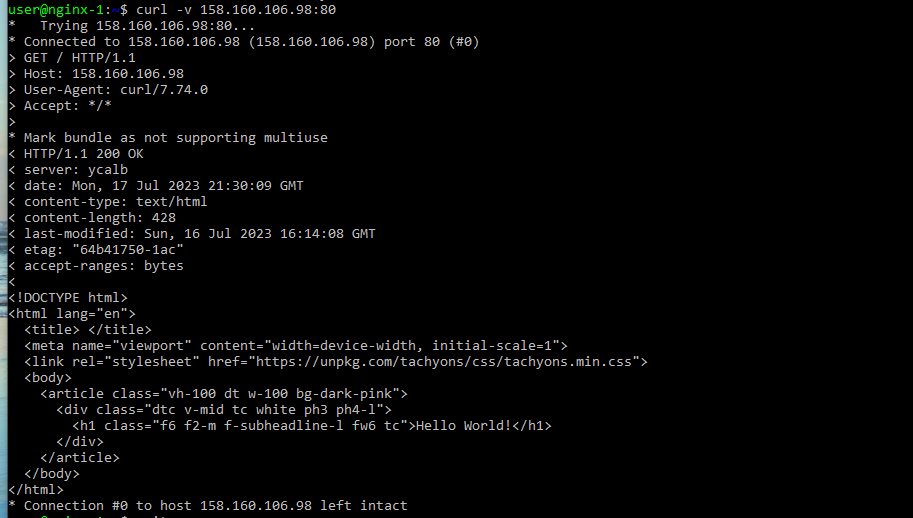 user@nginx-1:~$ curl -v 158.160.106.98:80
*   Trying 158.160.106.98:80...
* Connected to 158.160.106.98 (158.160.106.98) port 80 (#0)
> GET / HTTP/1.1
> Host: 158.160.106.98
> User-Agent: curl/7.74.0
> Accept: */*
>
* Mark bundle as not supporting multiuse
< HTTP/1.1 200 OK
< server: ycalb
< date: Mon, 17 Jul 2023 21:30:09 GMT
< content-type: text/html
< content-length: 428
< last-modified: Sun, 16 Jul 2023 16:14:08 GMT
< etag: "64b41750-1ac"
< accept-ranges: bytes
<
<!DOCTYPE html>
<html lang="en">
  <title> </title>
  <meta name="viewport" content="width=device-width, initial-scale=1">
  <link rel="stylesheet" href="https://unpkg.com/tachyons/css/tachyons.min.css">
  <body>
    <article class="vh-100 dt w-100 bg-dark-pink">
      <div class="dtc v-mid tc white ph3 ph4-l">
        <h1 class="f6 f2-m f-subheadline-l fw6 tc">Hello World!</h1>
      </div>
    </article>
  </body>
</html>
* Connection #0 to host 158.160.106.98 left intact